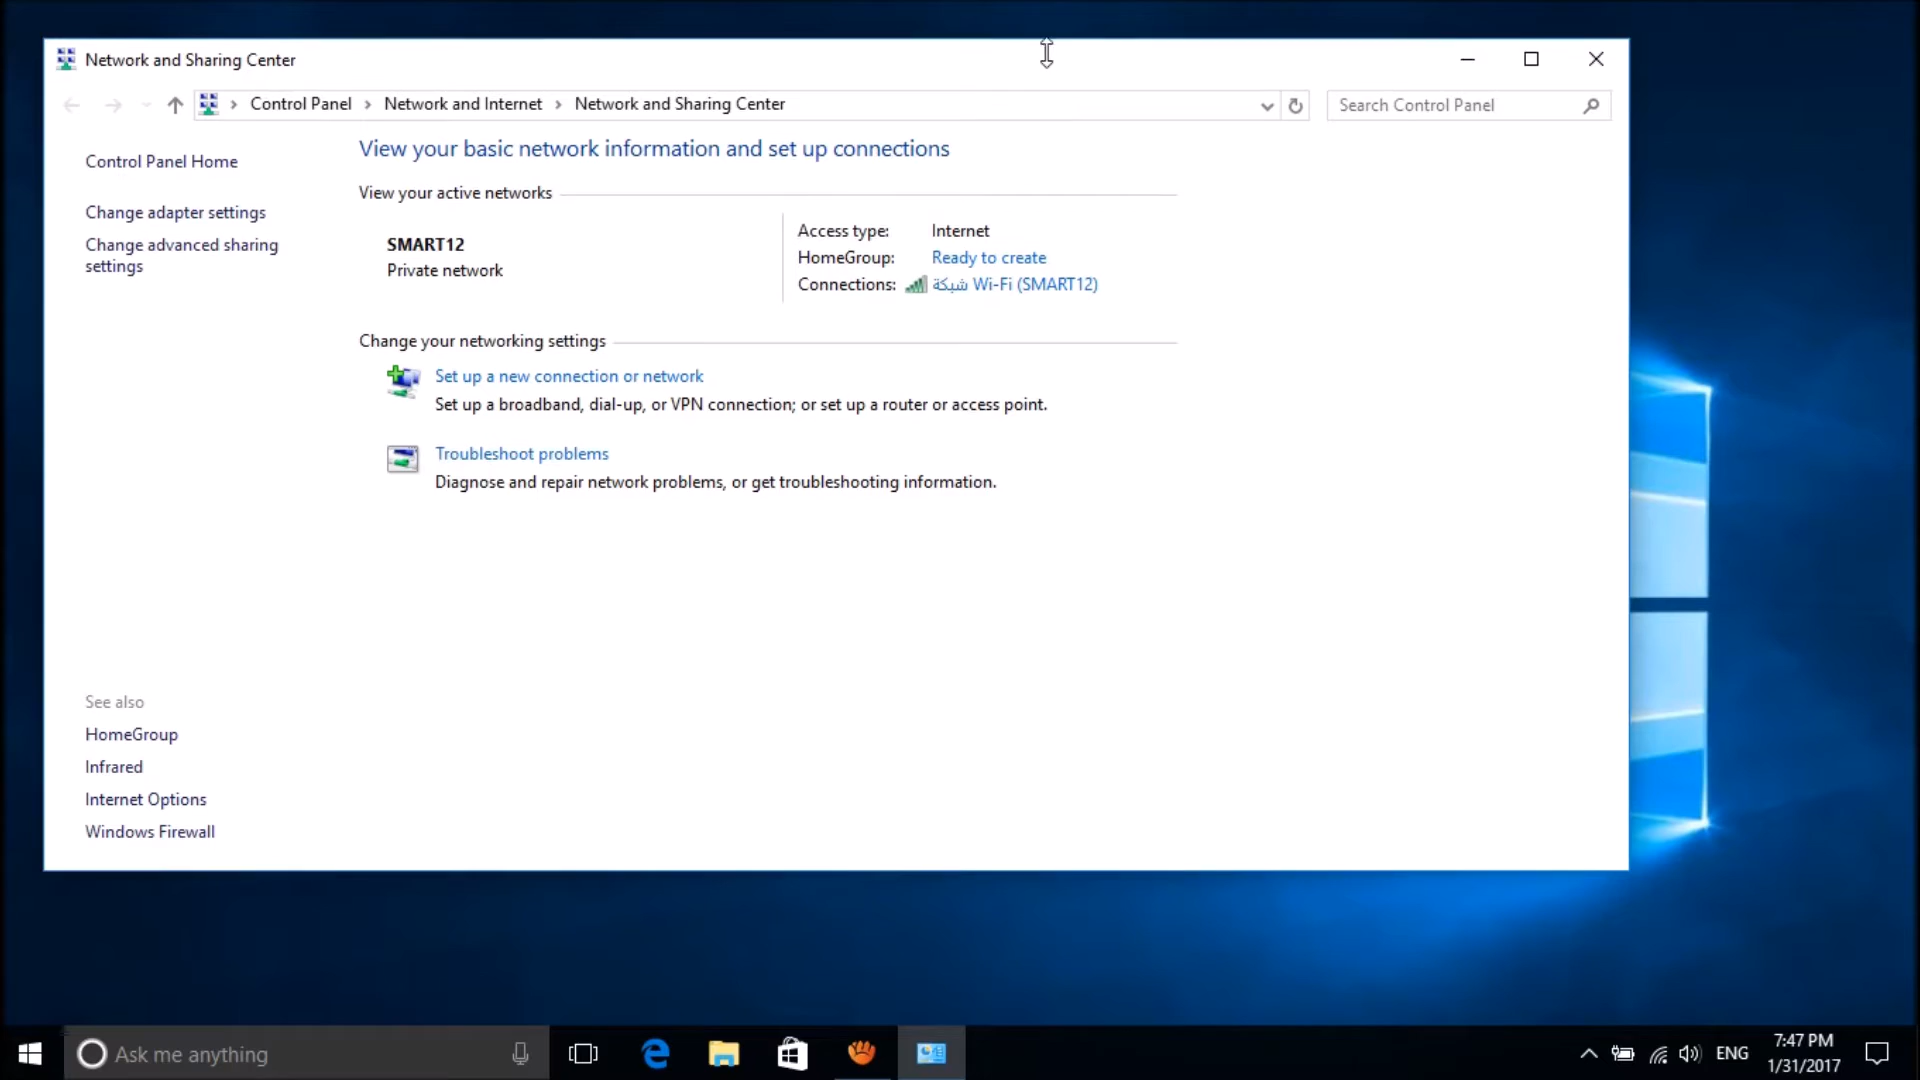 Network and Sharing Center
Control Panel > Network and Internet > Network and Sharing Center
Search Control Panel
Control Panel Home
Change adapter settings
Change advanced sharing
settings
View your basic network information and set up connections
View your active networks
SMART12
Private network
Access type: Internet
HomeGroup: Ready to create
Connections: شبكة Wi-Fi (SMART12)
Change your networking settings
Set up a new connection or network
Set up a broadband, dial-up, or VPN connection; or set up a router or access point.
Troubleshoot problems
Diagnose and repair network problems, or get troubleshooting information.
See also
HomeGroup
Infrared
Internet Options
Windows Firewall
Ask me anything
ENG
7:47 PM
1/31/2017